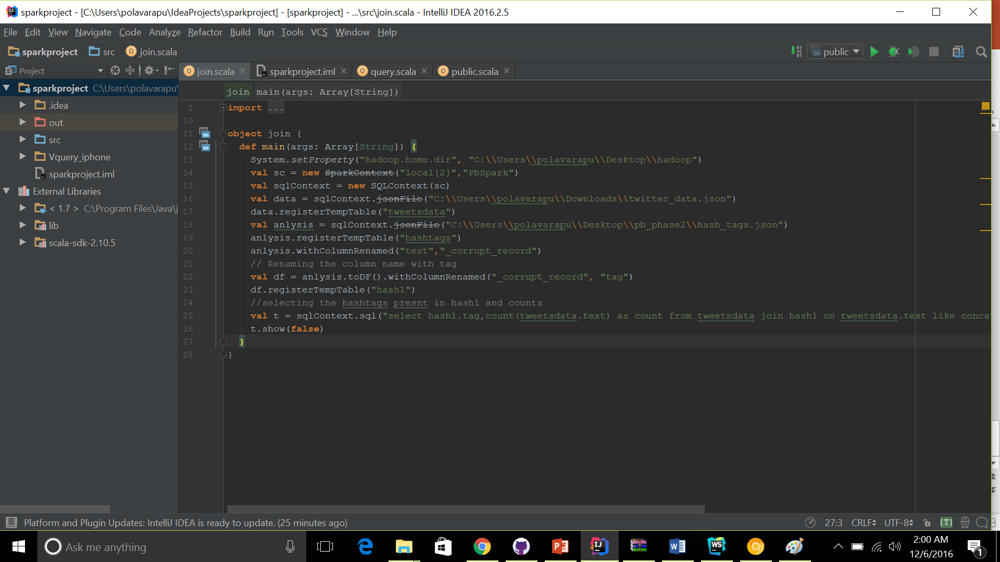 sparkproject - [C:\Users\polavarapu\IdeaProjects\sparkproject] - [sparkproject] - ...\src\join.scala - IntelliJ IDEA 2016.2.5
File Edit View Navigate Code Analyze Refactor Build Run Tools VCS Window Help
sparkproject src join.scala public
Project
join.scala sparkproject.iml query.scala public.scala
sparkproject C:\Users\polavarapu\
.idea
out
src
Vquery_iphone
sparkproject.iml
External Libraries
< 1.7 > C:\Program Files\Java\j
lib
scala-sdk-2.10.5
join main(args: Array[String])
1 import ...
10
11 object join {
12 def main(args: Array[String]) {
13 System.setProperty("hadoop.home.dir", "C:\\Users\\polavarapu\\Desktop\\hadoop")
14 val sc = new SparkContext("local[2]","PbSpark")
15 val sqlContext = new SQLContext(sc)
16 val data = sqlContext.jsonFile("C:\\Users\\polavarapu\\Downloads\\twitter_data.json")
17 data.registerTempTable("tweetsdata")
18 val anlysis = sqlContext.jsonFile("C:\\Users\\polavarapu\\Desktop\\pb_phase2\\hash_tags.json")
19 anlysis.registerTempTable("hashtags")
20 anlysis.withColumnRenamed("test","_corrupt_record")
21 // Renaming the column name with tag
22 val df = anlysis.toDF().withColumnRenamed("_corrupt_record", "tag")
23 df.registerTempTable("hash1")
24 //selecting the hashtags presnt in hash1 and counts
25 val t = sqlContext.sql("select hash1.tag,count(tweetsdata.text) as count from tweetsdata join hash1 on tweetsdata.text like conca
26 t.show(false)
27 }
28 }
Platform and Plugin Updates: IntelliJ IDEA is ready to update. (25 minutes ago)
27:3 CRLF UTF-8 [T]
Ask me anything
2:00 AM
12/6/2016
1